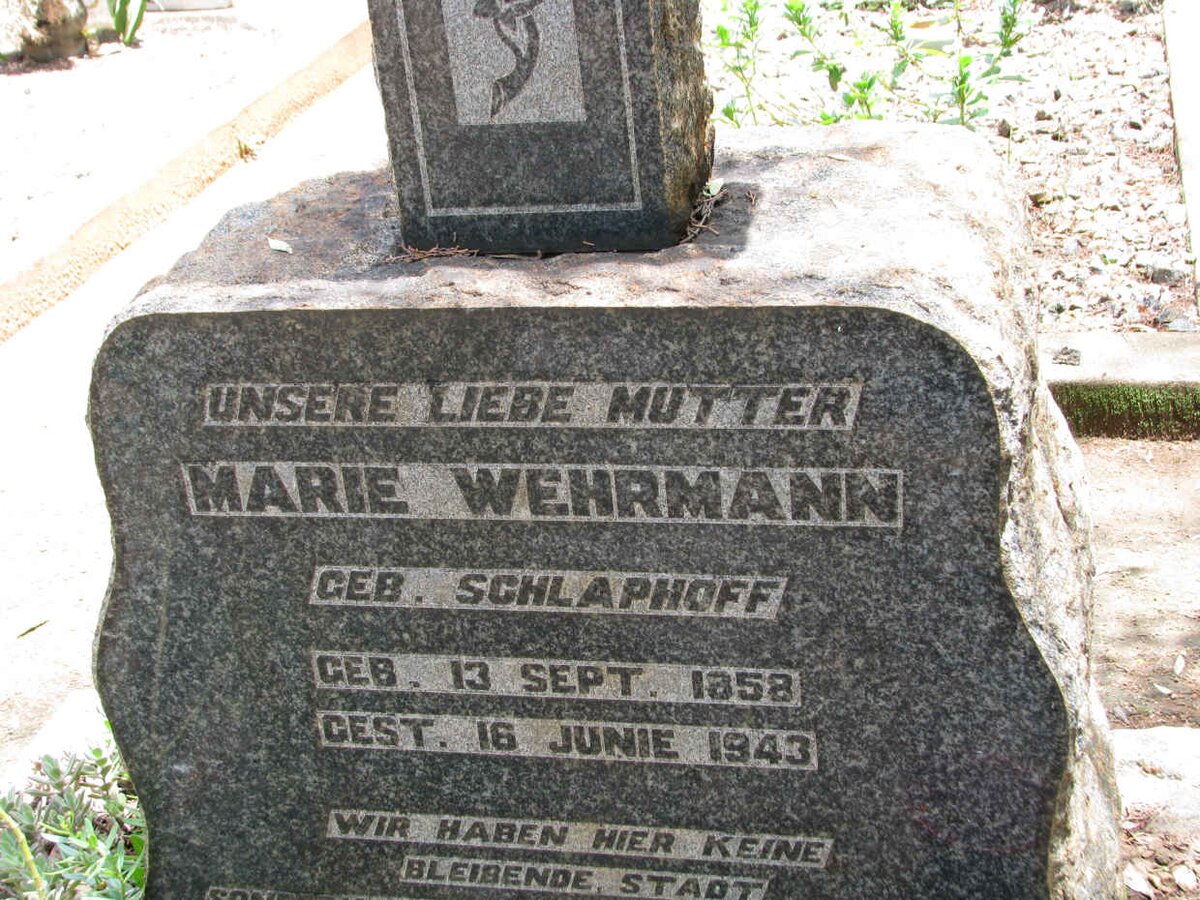 UNSERE LIEBE MUTTER
MARIE WEHRMANN
GEB. SCHLAPHOFF
GEB. 13 SEPT. 1858
GEST. 16 JUNIE 1943
WIR HABEN HIER KEINE
BLEIBENDE STADT